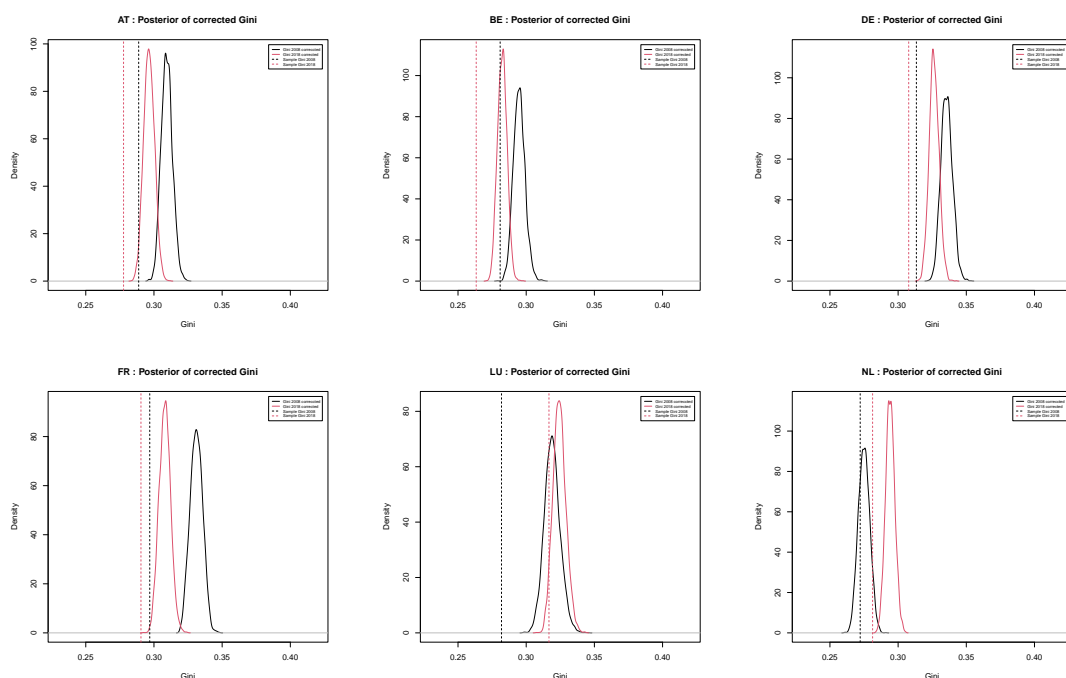 AT : Posterior of corrected Gini
Gini 2008 corrected
Gini 2018 corrected
Sample Gini 2008
Sample Gini 2018
Density
0 20 40 60 80 100
0.25 0.30 0.35 0.40
Gini
BE : Posterior of corrected Gini
Gini 2008 corrected
Gini 2018 corrected
Sample Gini 2008
Sample Gini 2018
Density
0 20 40 60 80 100
0.25 0.30 0.35 0.40
Gini
DE : Posterior of corrected Gini
Gini 2008 corrected
Gini 2018 corrected
Sample Gini 2008
Sample Gini 2018
Density
0 20 40 60 80 100
0.25 0.30 0.35 0.40
Gini
FR : Posterior of corrected Gini
Gini 2008 corrected
Gini 2018 corrected
Sample Gini 2008
Sample Gini 2018
Density
0 20 40 60 80
0.25 0.30 0.35 0.40
Gini
LU : Posterior of corrected Gini
Gini 2008 corrected
Gini 2018 corrected
Sample Gini 2008
Sample Gini 2018
Density
0 20 40 60 80
0.25 0.30 0.35 0.40
Gini
NL : Posterior of corrected Gini
Gini 2008 corrected
Gini 2018 corrected
Sample Gini 2008
Sample Gini 2018
Density
0 20 40 60 80 100
0.25 0.30 0.35 0.40
Gini